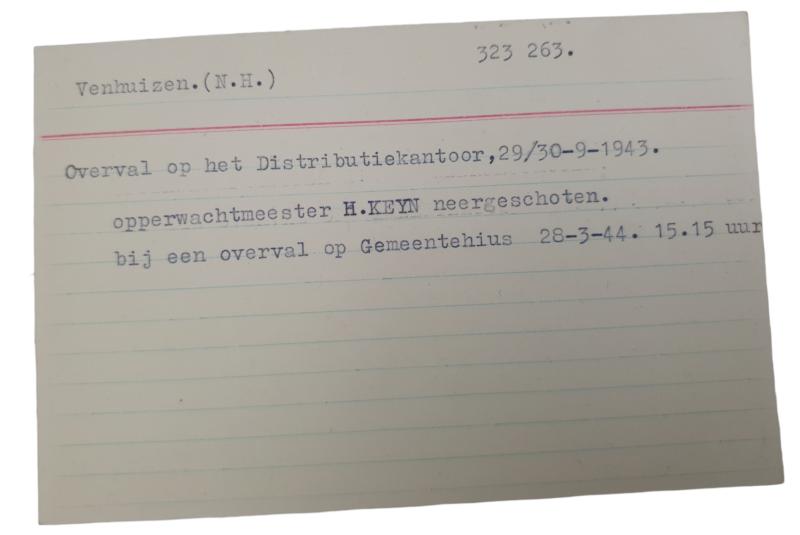 323 263.
Venhuizen.(N.H.)
Overval op het Distributiekantoor,29/30-9-1943.
opperwachtmeester H.KEYN neergeschoten.
bij een overval op Gemeentehius 28-3-44. 15.15 uur